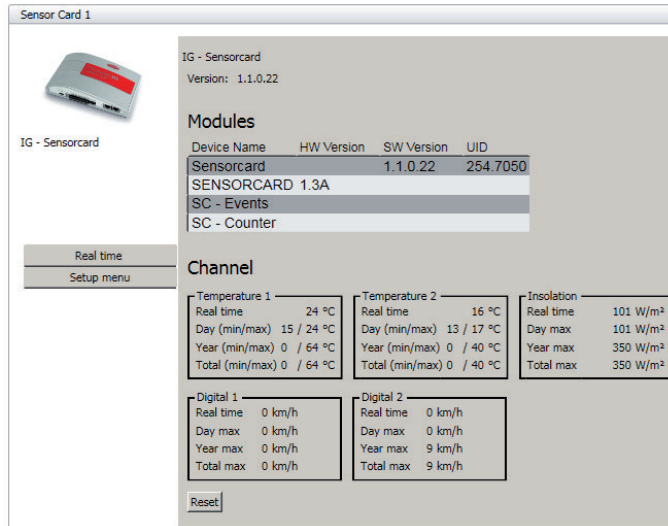 Sensor Card 1
IG - Sensorcard
Version: 1.1.0.22
IG - Sensorcard
Modules
Device Name HW Version SW Version UID
Sensorcard 1.1.0.22 254.7050
SENSORCARD 1.3A
SC - Events
SC - Counter
Real time
Setup menu
Channel
Temperature 1
Real time 24 °C
Day (min/max) 15 / 24 °C
Year (min/max) 0 / 64 °C
Total (min/max) 0 / 64 °C
Temperature 2
Real time 16 °C
Day (min/max) 13 / 17 °C
Year (min/max) 0 / 40 °C
Total (min/max) 0 / 40 °C
Insolation
Real time 101 W/m²
Day max 101 W/m²
Year max 350 W/m²
Total max 350 W/m²
Digital 1
Real time 0 km/h
Day max 0 km/h
Year max 0 km/h
Total max 0 km/h
Digital 2
Real time 0 km/h
Day max 0 km/h
Year max 9 km/h
Total max 9 km/h
Reset